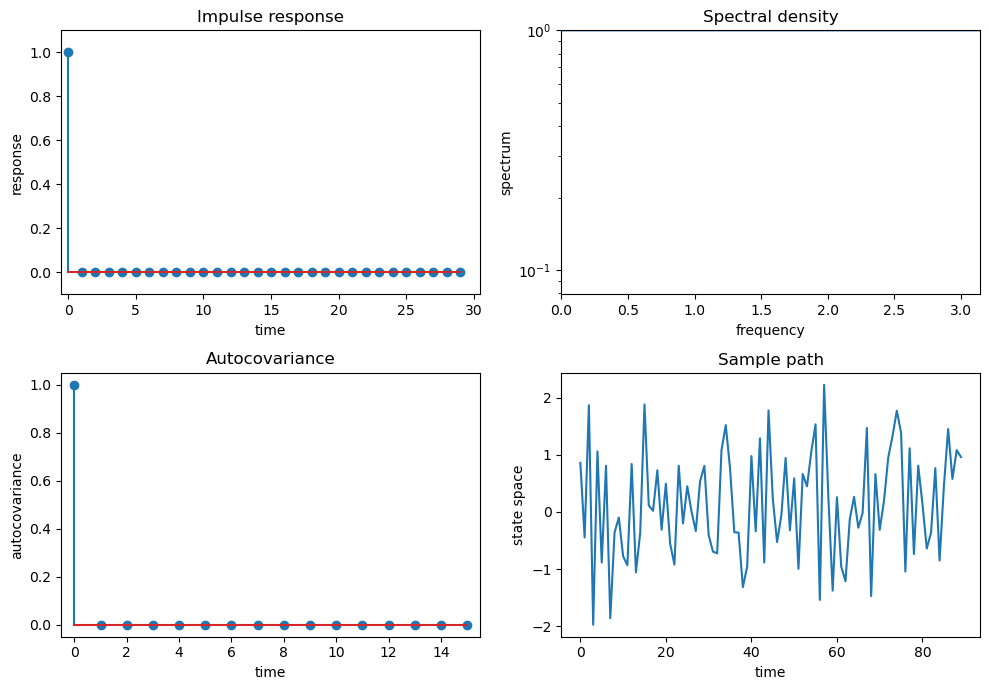 Impulse response
response
1.0
0.8
0.6
0.4
0.2
0.0
0 5 10 15 20 25 30
time
Spectral density
spectrum
10⁰
10⁻¹
0.0 0.5 1.0 1.5 2.0 2.5 3.0
frequency
Autocovariance
autocovariance
1.0
0.8
0.6
0.4
0.2
0.0
0 2 4 6 8 10 12 14
time
Sample path
state space
2
1
0
−1
−2
0 20 40 60 80
time